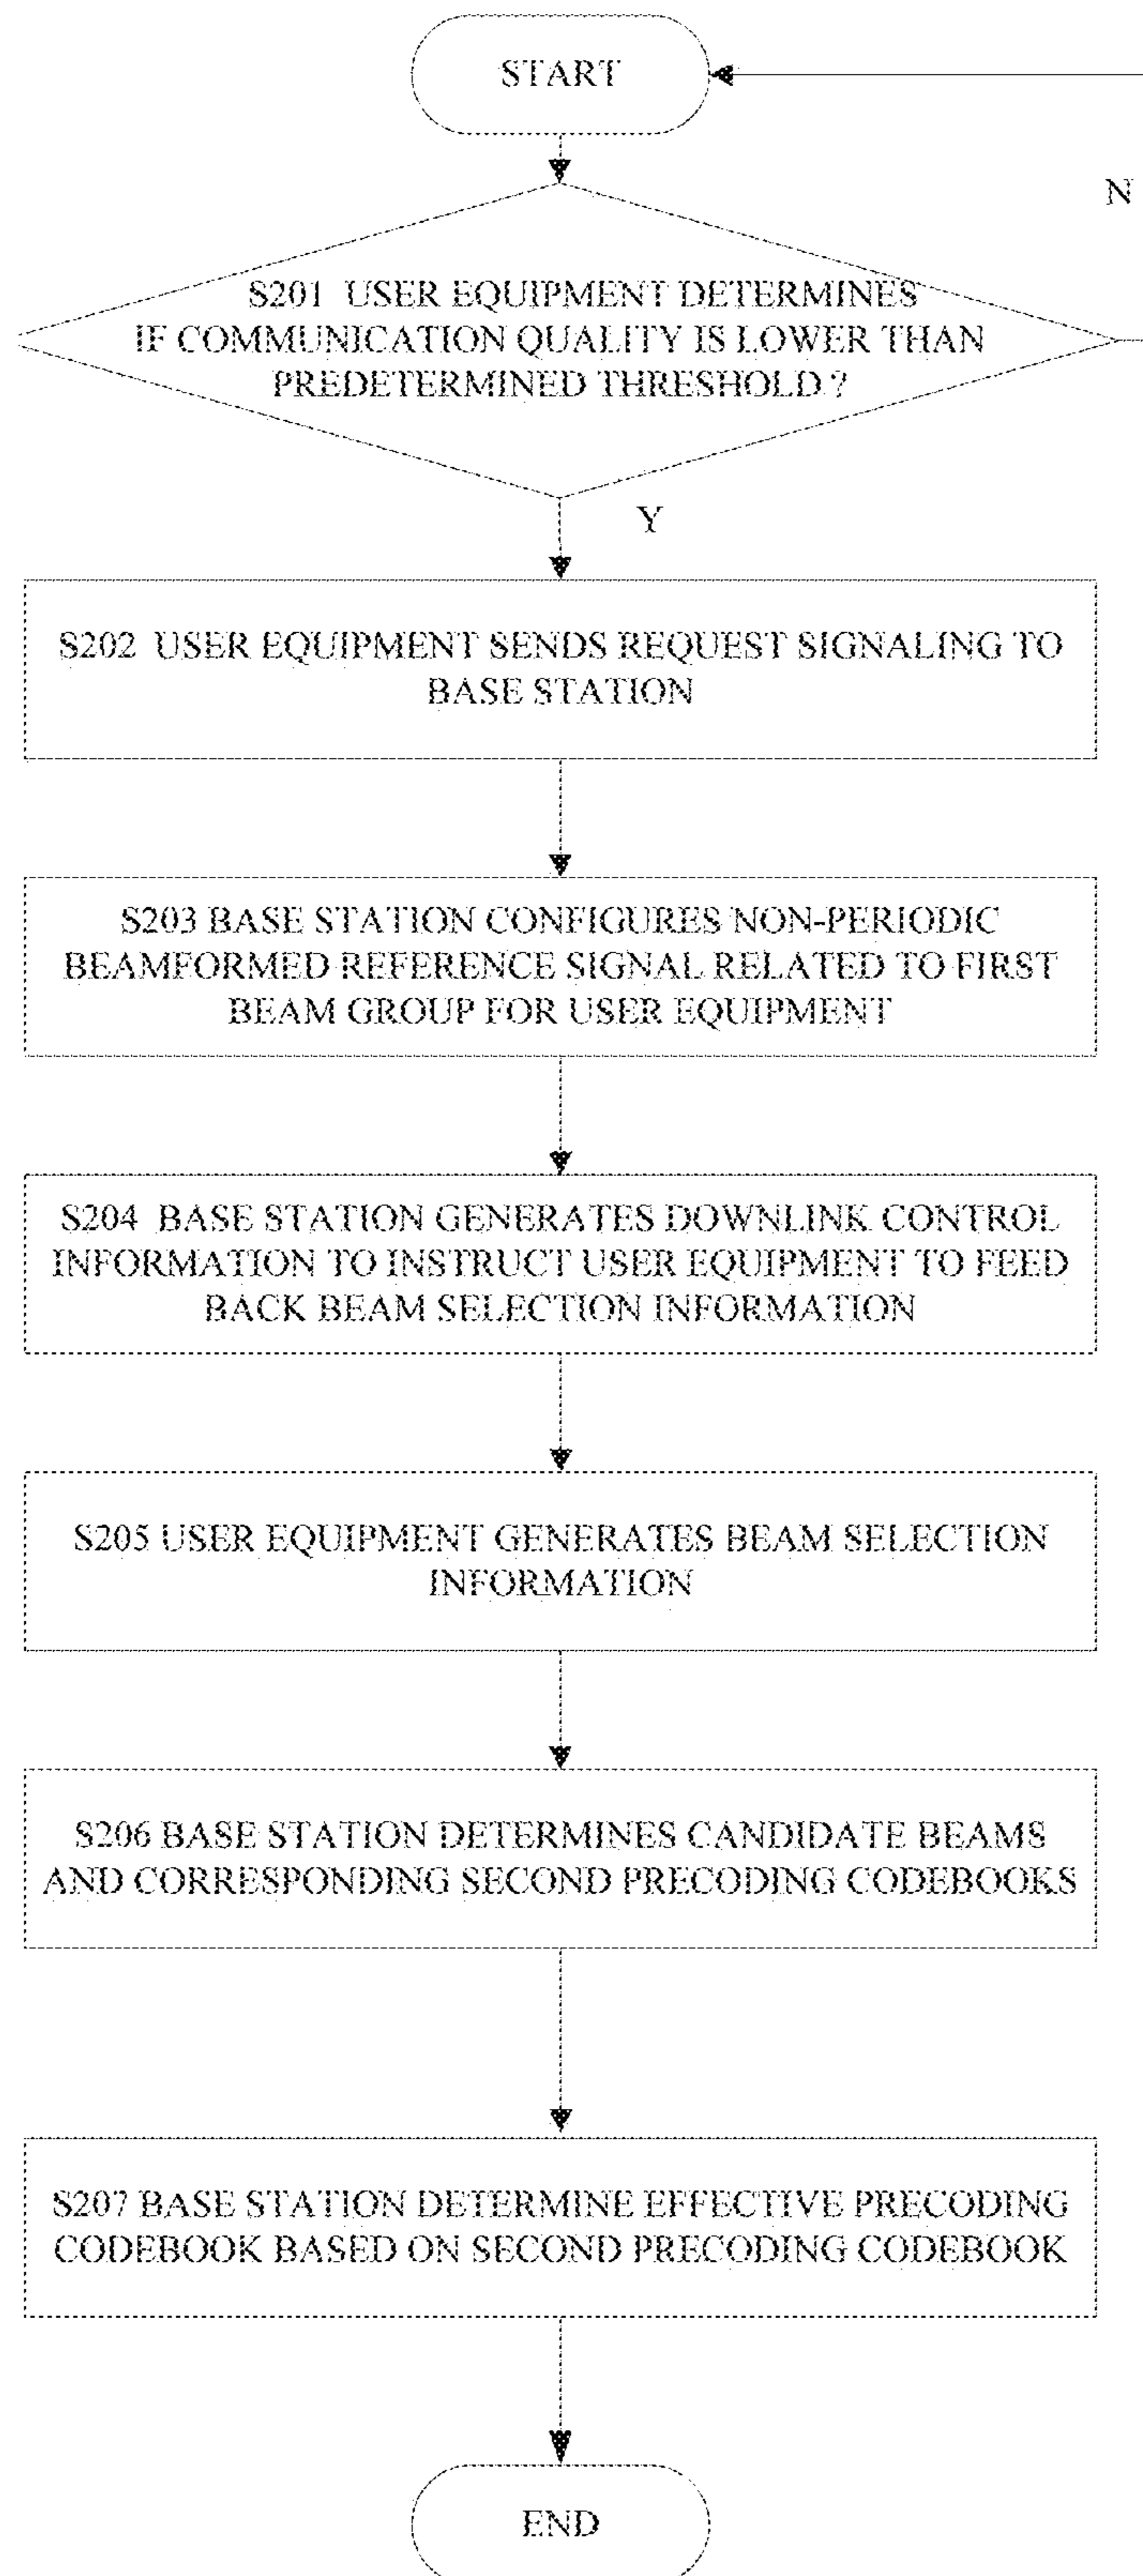 START
N
S201 USER EQUIPMENT DETERMINES
IF COMMUNICATION QUALITY IS LOWER THAN
PREDETERMINED THRESHOLD ?
Y
S202 USER EQUIPMENT SENDS REQUEST SIGNALING TO
BASE STATION
S203 BASE STATION CONFIGURES NON-PERIODIC
BEAMFORMED REFERENCE SIGNAL RELATED TO FIRST
BEAM GROUP FOR USER EQUIPMENT
S204 BASE STATION GENERATES DOWNLINK CONTROL
INFORMATION TO INSTRUCT USER EQUIPMENT TO FEED
BACK BEAM SELECTION INFORMATION
S205 USER EQUIPMENT GENERATES BEAM SELECTION
INFORMATION
S206 BASE STATION DETERMINES CANDIDATE BEAMS
AND CORRESPONDING SECOND PRECODING CODEBOOKS
S207 BASE STATION DETERMINE EFFECTIVE PRECODING
CODEBOOK BASED ON SECOND PRECODING CODEBOOK
END